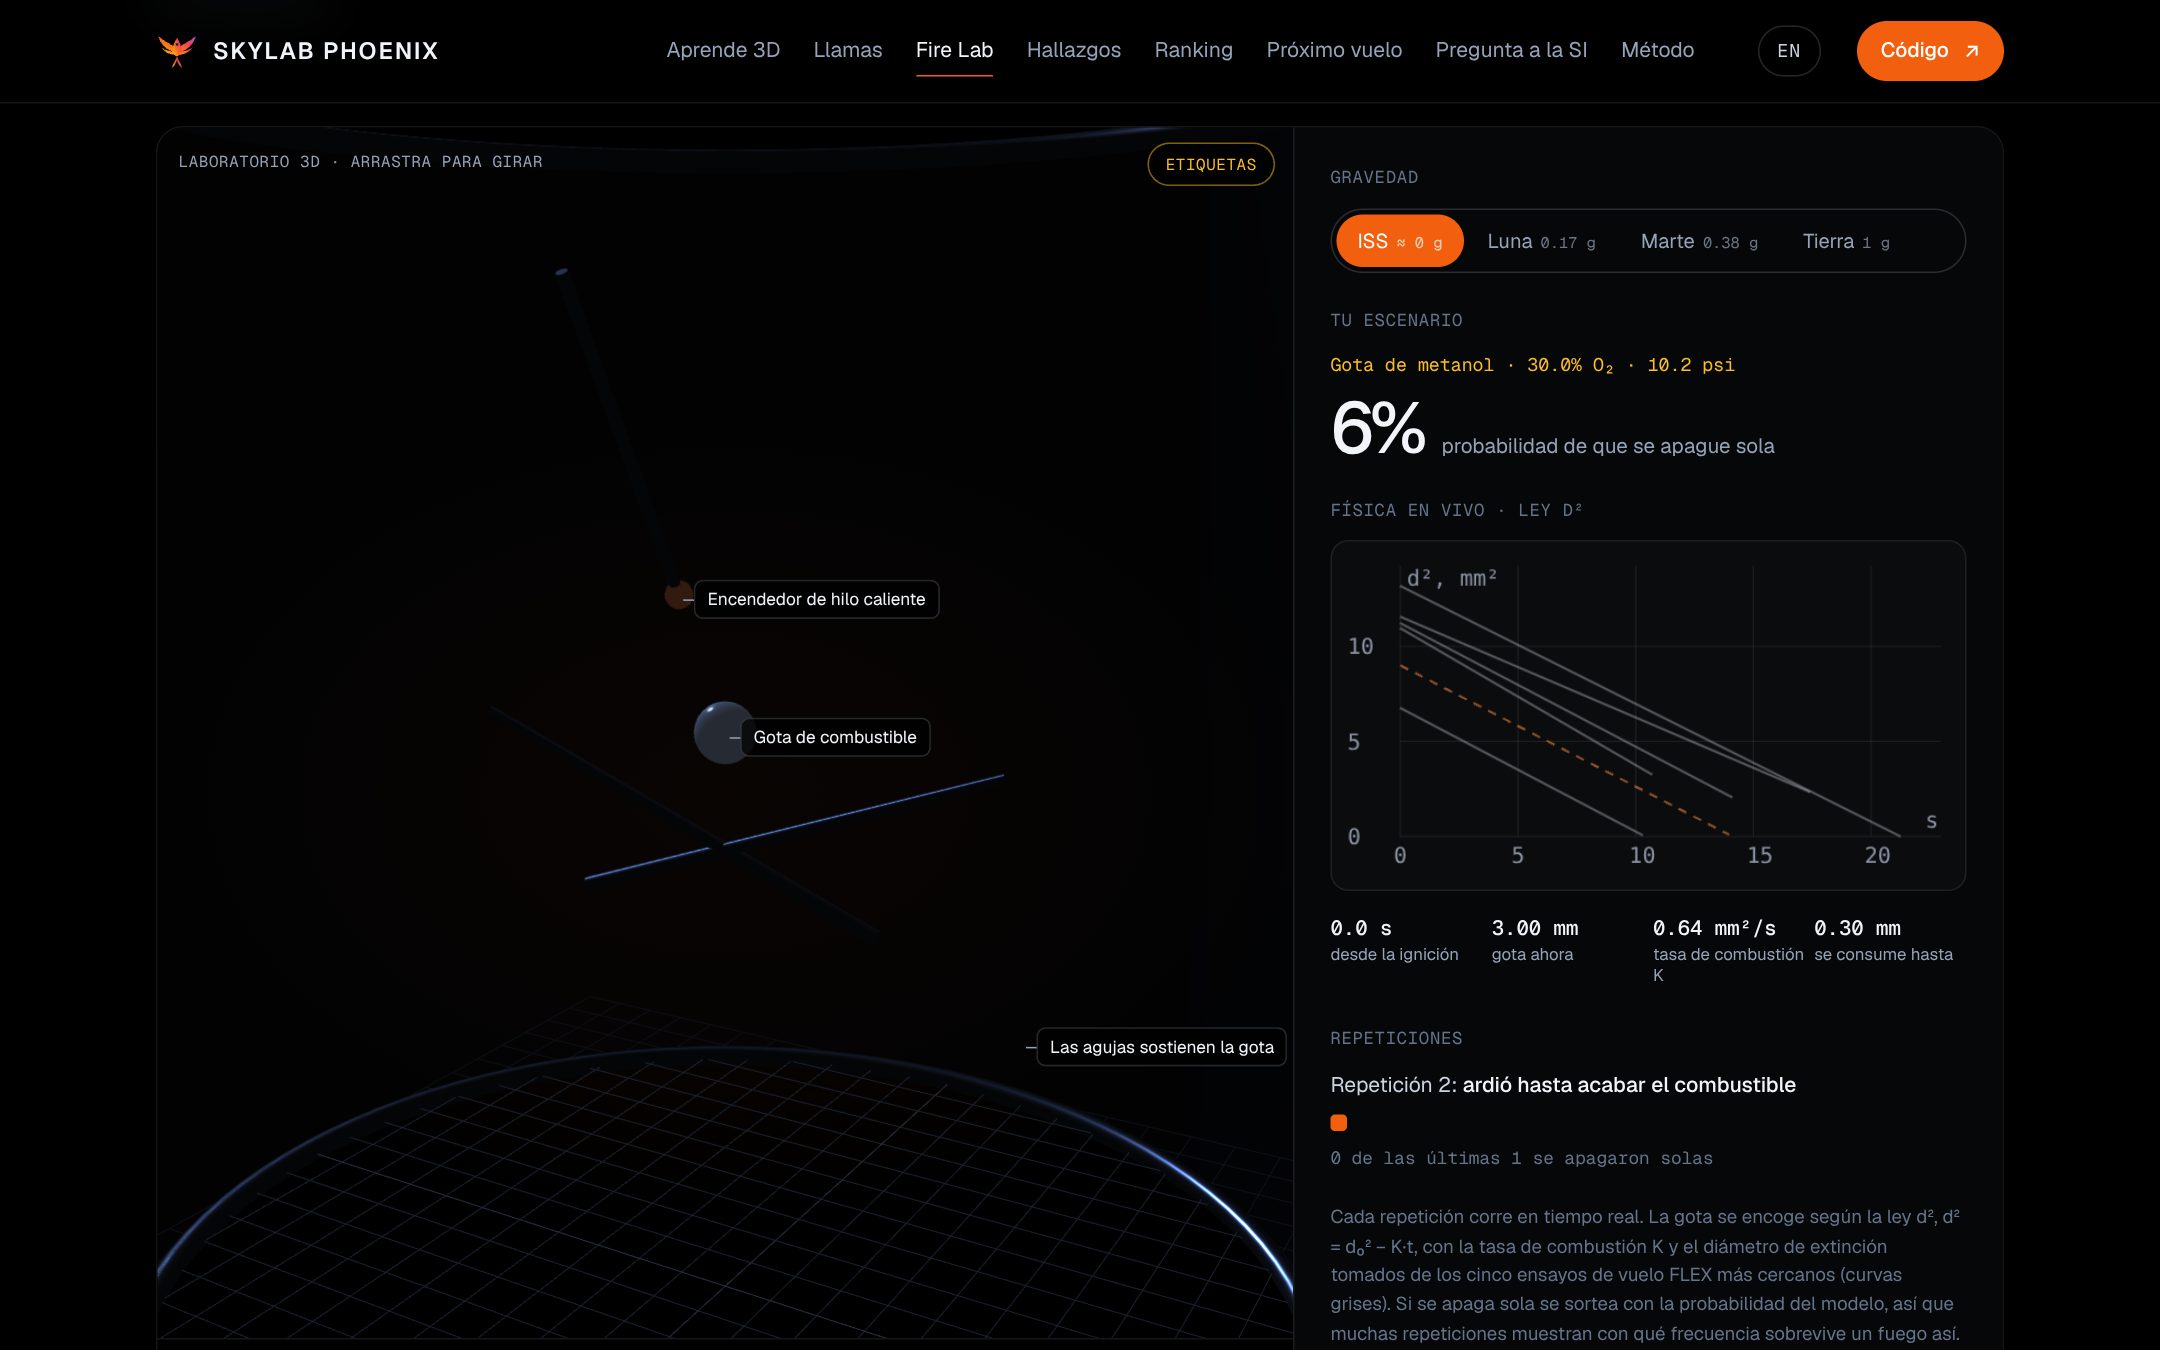 SKYLAB PHOENIX
Aprende 3D
Llamas
Fire Lab
Hallazgos
Ranking
Próximo vuelo
Pregunta a la SI
Método
EN
Código
LABORATORIO 3D · ARRASTRA PARA GIRAR
ETIQUETAS
Encendedor de hilo caliente
Gota de combustible
Las agujas sostienen la gota
GRAVEDAD
ISS ≈ 0 g
Luna 0.17 g
Marte 0.38 g
Tierra 1 g
TU ESCENARIO
Gota de metanol · 30.0% O₂ · 10.2 psi
6% probabilidad de que se apague sola
FÍSICA EN VIVO · LEY D²
d², mm²
10
5
0
s
0 5 10 15 20
0.0 s
desde la ignición
3.00 mm
gota ahora
0.64 mm²/s
tasa de combustión
K
0.30 mm
se consume hasta
REPETICIONES
Repetición 2: ardió hasta acabar el combustible
0 de las últimas 1 se apagaron solas
Cada repetición corre en tiempo real. La gota se encoge según la ley d², d²
= d₀² − K·t, con la tasa de combustión K y el diámetro de extinción
tomados de los cinco ensayos de vuelo FLEX más cercanos (curvas
grises). Si se apaga sola se sortea con la probabilidad del modelo, así que
muchas repeticiones muestran con qué frecuencia sobrevive un fuego así.